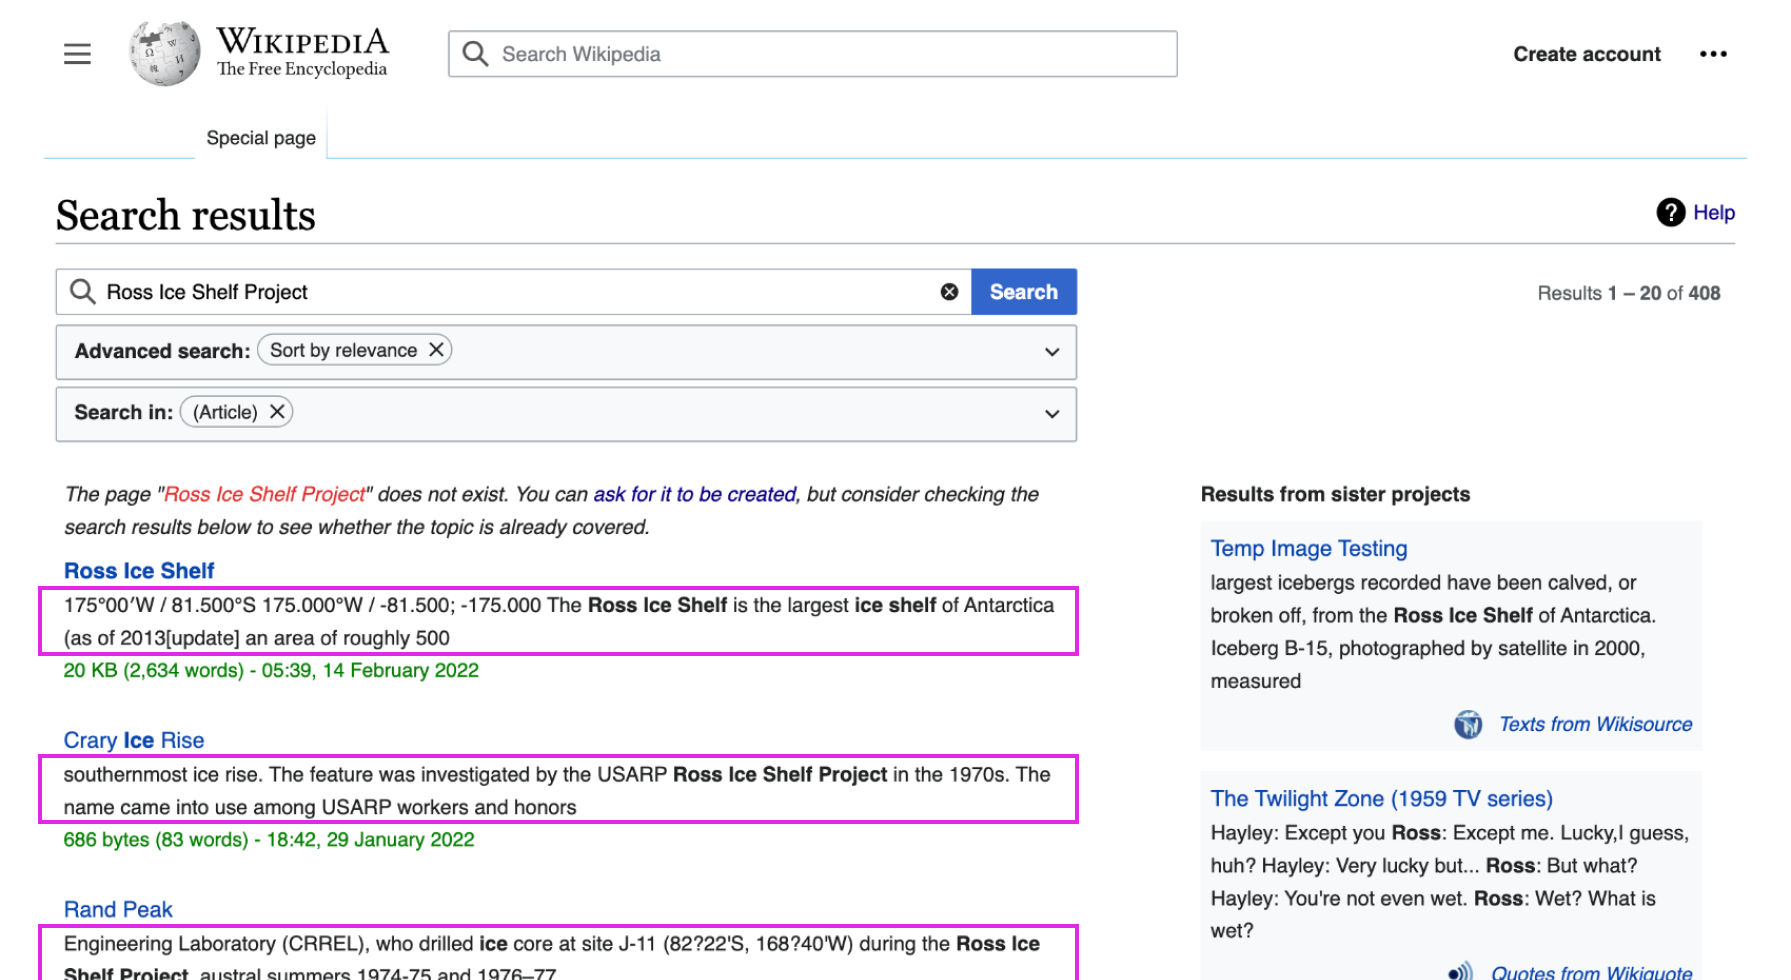 WIKIPEDIA
The Free Encyclopedia
Search Wikipedia
Create account
Special page
Search results
Help
Ross Ice Shelf Project
Search
Results 1 – 20 of 408
Advanced search: Sort by relevance
Search in: (Article)
The page "Ross Ice Shelf Project" does not exist. You can ask for it to be created, but consider checking the
search results below to see whether the topic is already covered.
Ross Ice Shelf
175°00′W / 81.500°S 175.000°W / -81.500; -175.000 The Ross Ice Shelf is the largest ice shelf of Antarctica
(as of 2013[update] an area of roughly 500
20 KB (2,634 words) - 05:39, 14 February 2022
Crary Ice Rise
southernmost ice rise. The feature was investigated by the USARP Ross Ice Shelf Project in the 1970s. The
name came into use among USARP workers and honors
686 bytes (83 words) - 18:42, 29 January 2022
Rand Peak
Engineering Laboratory (CRREL), who drilled ice core at site J-11 (82?22'S, 168?40'W) during the Ross Ice
Shelf Project, austral summers 1974-75 and 1976–77
Results from sister projects
Temp Image Testing
largest icebergs recorded have been calved, or
broken off, from the Ross Ice Shelf of Antarctica.
Iceberg B-15, photographed by satellite in 2000,
measured
Texts from Wikisource
The Twilight Zone (1959 TV series)
Hayley: Except you Ross: Except me. Lucky,I guess,
huh? Hayley: Very lucky but... Ross: But what?
Hayley: You're not even wet. Ross: Wet? What is
wet?
Quotes from Wikiquote